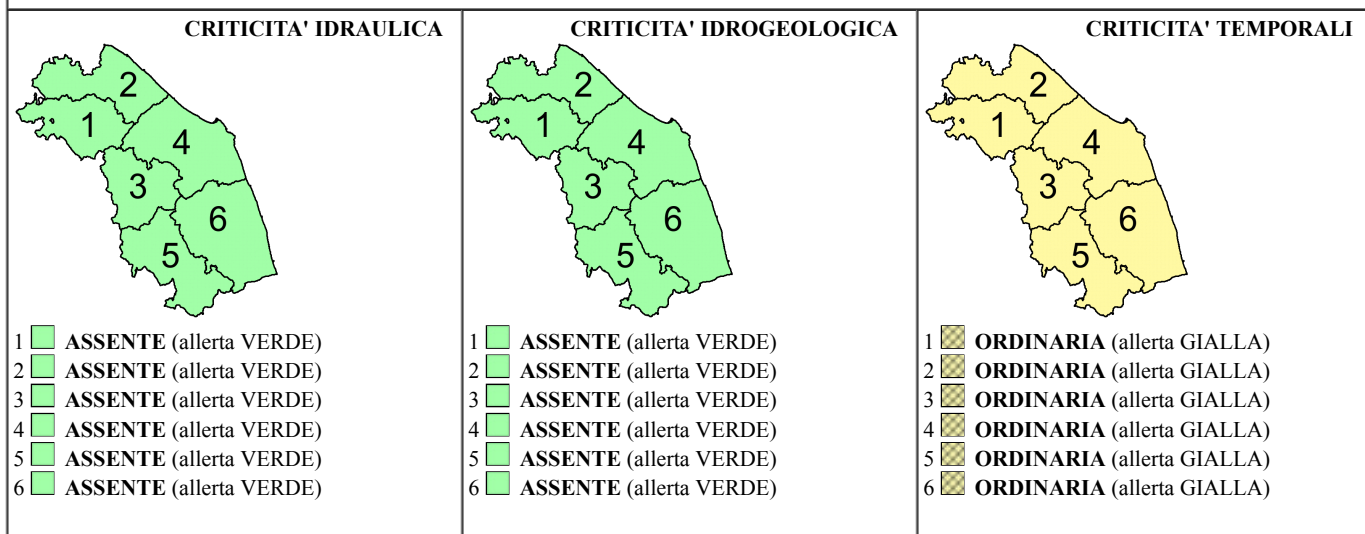 CRITICITA' IDRAULICA
2
1
4
3
6
5
1 ASSENTE (allerta VERDE)
2 ASSENTE (allerta VERDE)
3 ASSENTE (allerta VERDE)
4 ASSENTE (allerta VERDE)
5 ASSENTE (allerta VERDE)
6 ASSENTE (allerta VERDE)
CRITICITA' IDROGEOLOGICA
2
1
4
3
6
5
1 ASSENTE (allerta VERDE)
2 ASSENTE (allerta VERDE)
3 ASSENTE (allerta VERDE)
4 ASSENTE (allerta VERDE)
5 ASSENTE (allerta VERDE)
6 ASSENTE (allerta VERDE)
CRITICITA' TEMPORALI
2
1
4
3
6
5
1 ORDINARIA (allerta GIALLA)
2 ORDINARIA (allerta GIALLA)
3 ORDINARIA (allerta GIALLA)
4 ORDINARIA (allerta GIALLA)
5 ORDINARIA (allerta GIALLA)
6 ORDINARIA (allerta GIALLA)